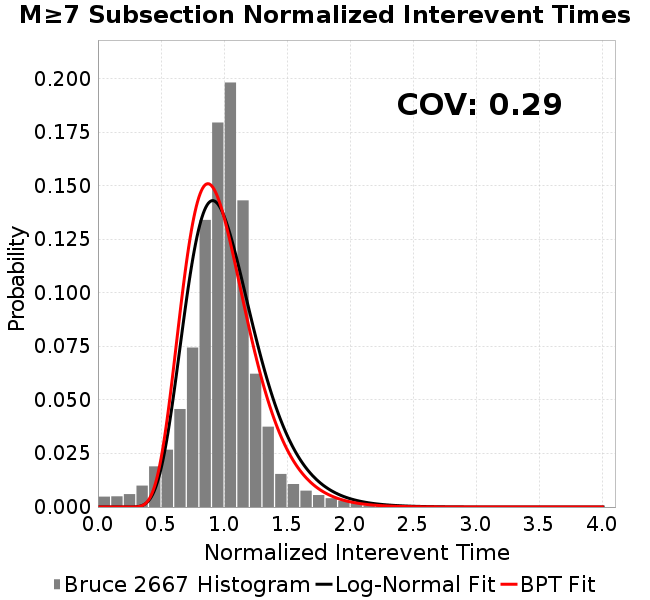 M≥7 Subsection Normalized Interevent Times
COV: 0.29
Probability
0.200
0.175
0.150
0.125
0.100
0.075
0.050
0.025
0.000
0.0 0.5 1.0 1.5 2.0 2.5 3.0 3.5 4.0
Normalized Interevent Time
Bruce 2667 Histogram Log-Normal Fit BPT Fit